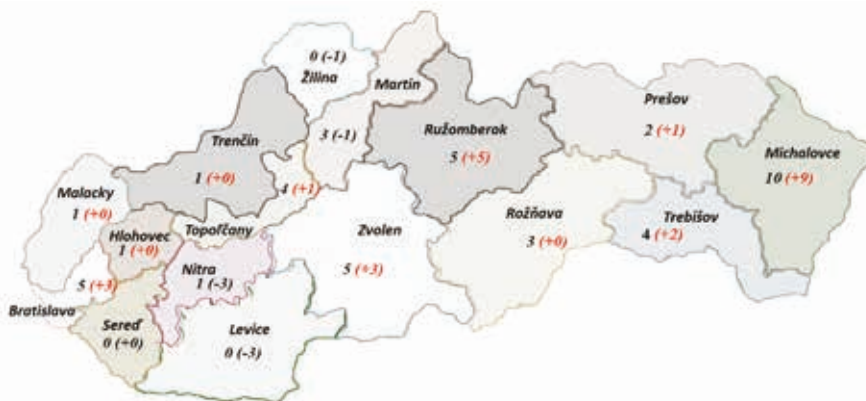 0 (-1)
Žilina
Martin
3 (-1)
Trenčín
1 (+0)
Ružomberok
5 (+5)
Prešov
2 (+1)
Michalovce
10 (+9)
Malacky
1 (+0)
4 (+1)
Topoľčany
Hlohovec
1 (+0)
Zvolen
5 (+3)
Rožňava
3 (+0)
Trebišov
4 (+2)
Nitra
1 (-3)
5 (+3)
Bratislava
Sereď
0 (+0)
Levice
0 (-3)